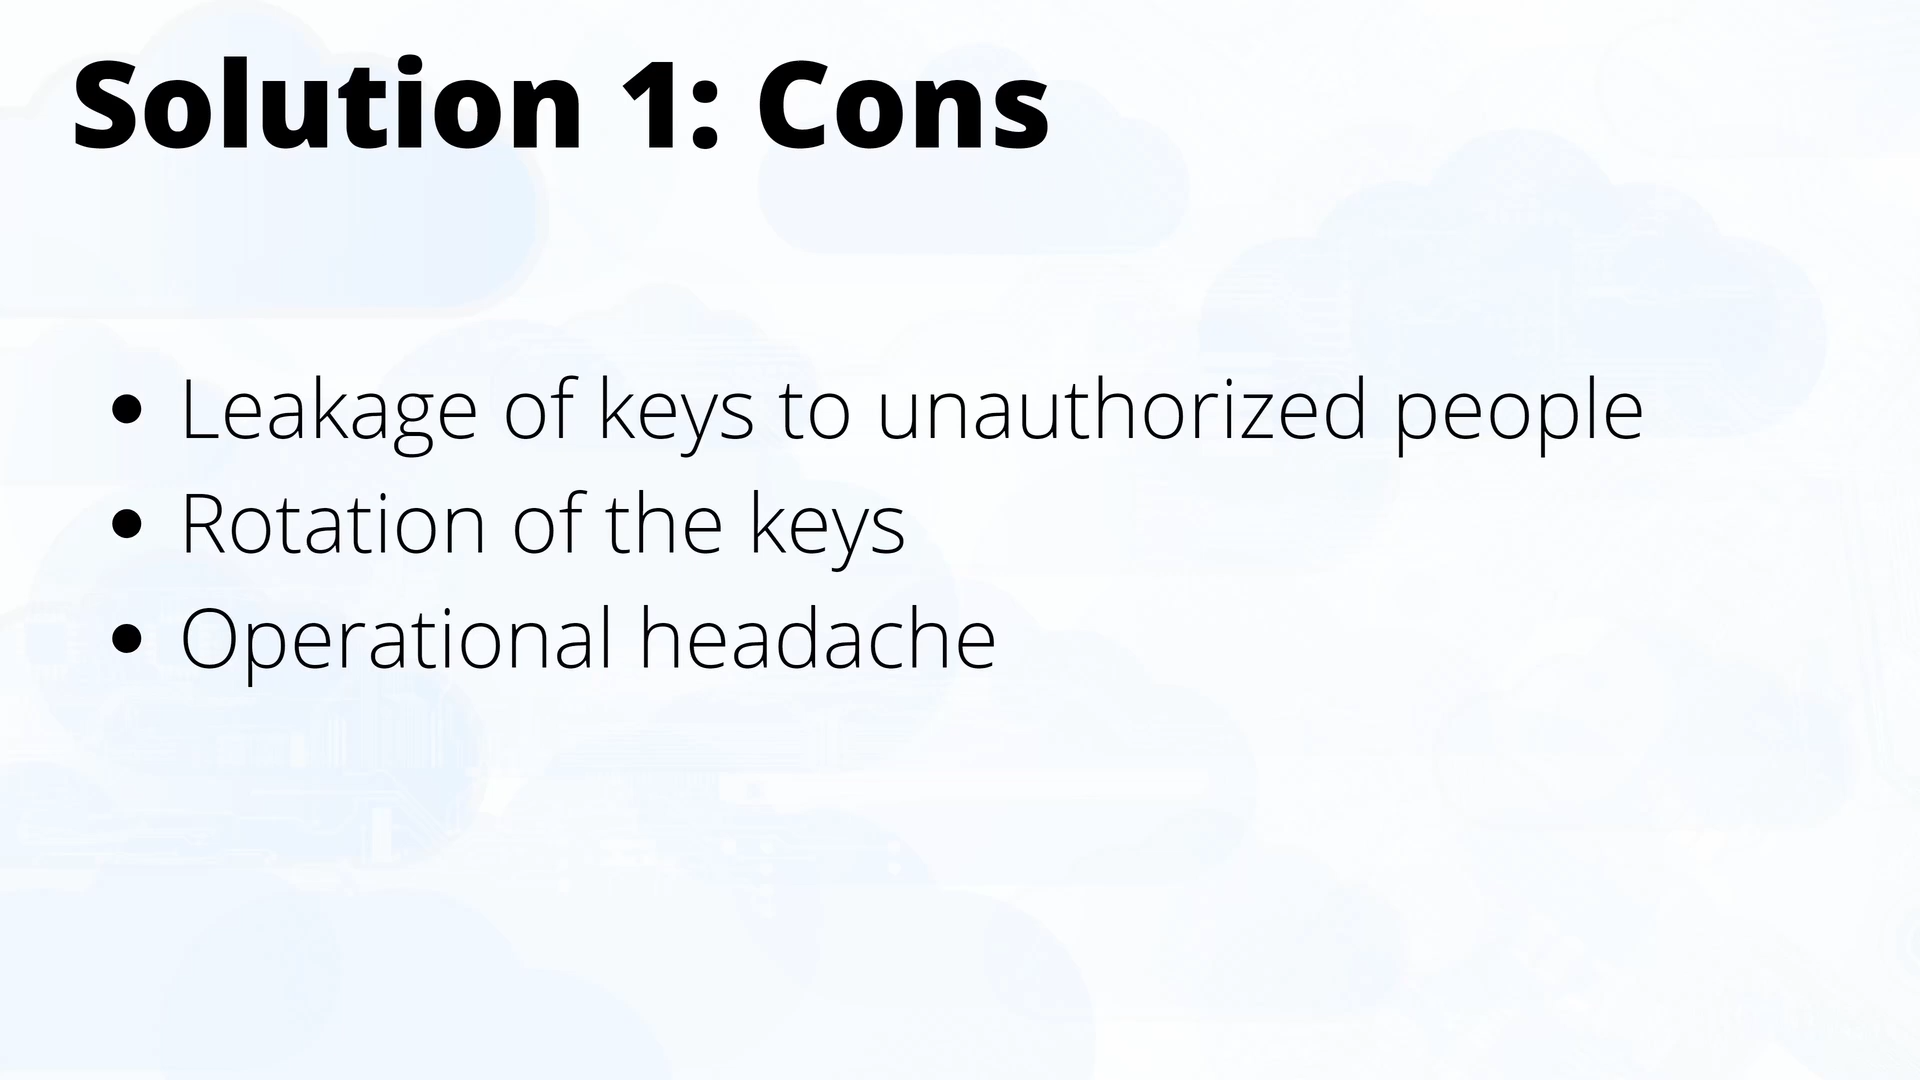 Solution 1: Cons
• Leakage of keys to unauthorized people
• Rotation of the keys
• Operational headache